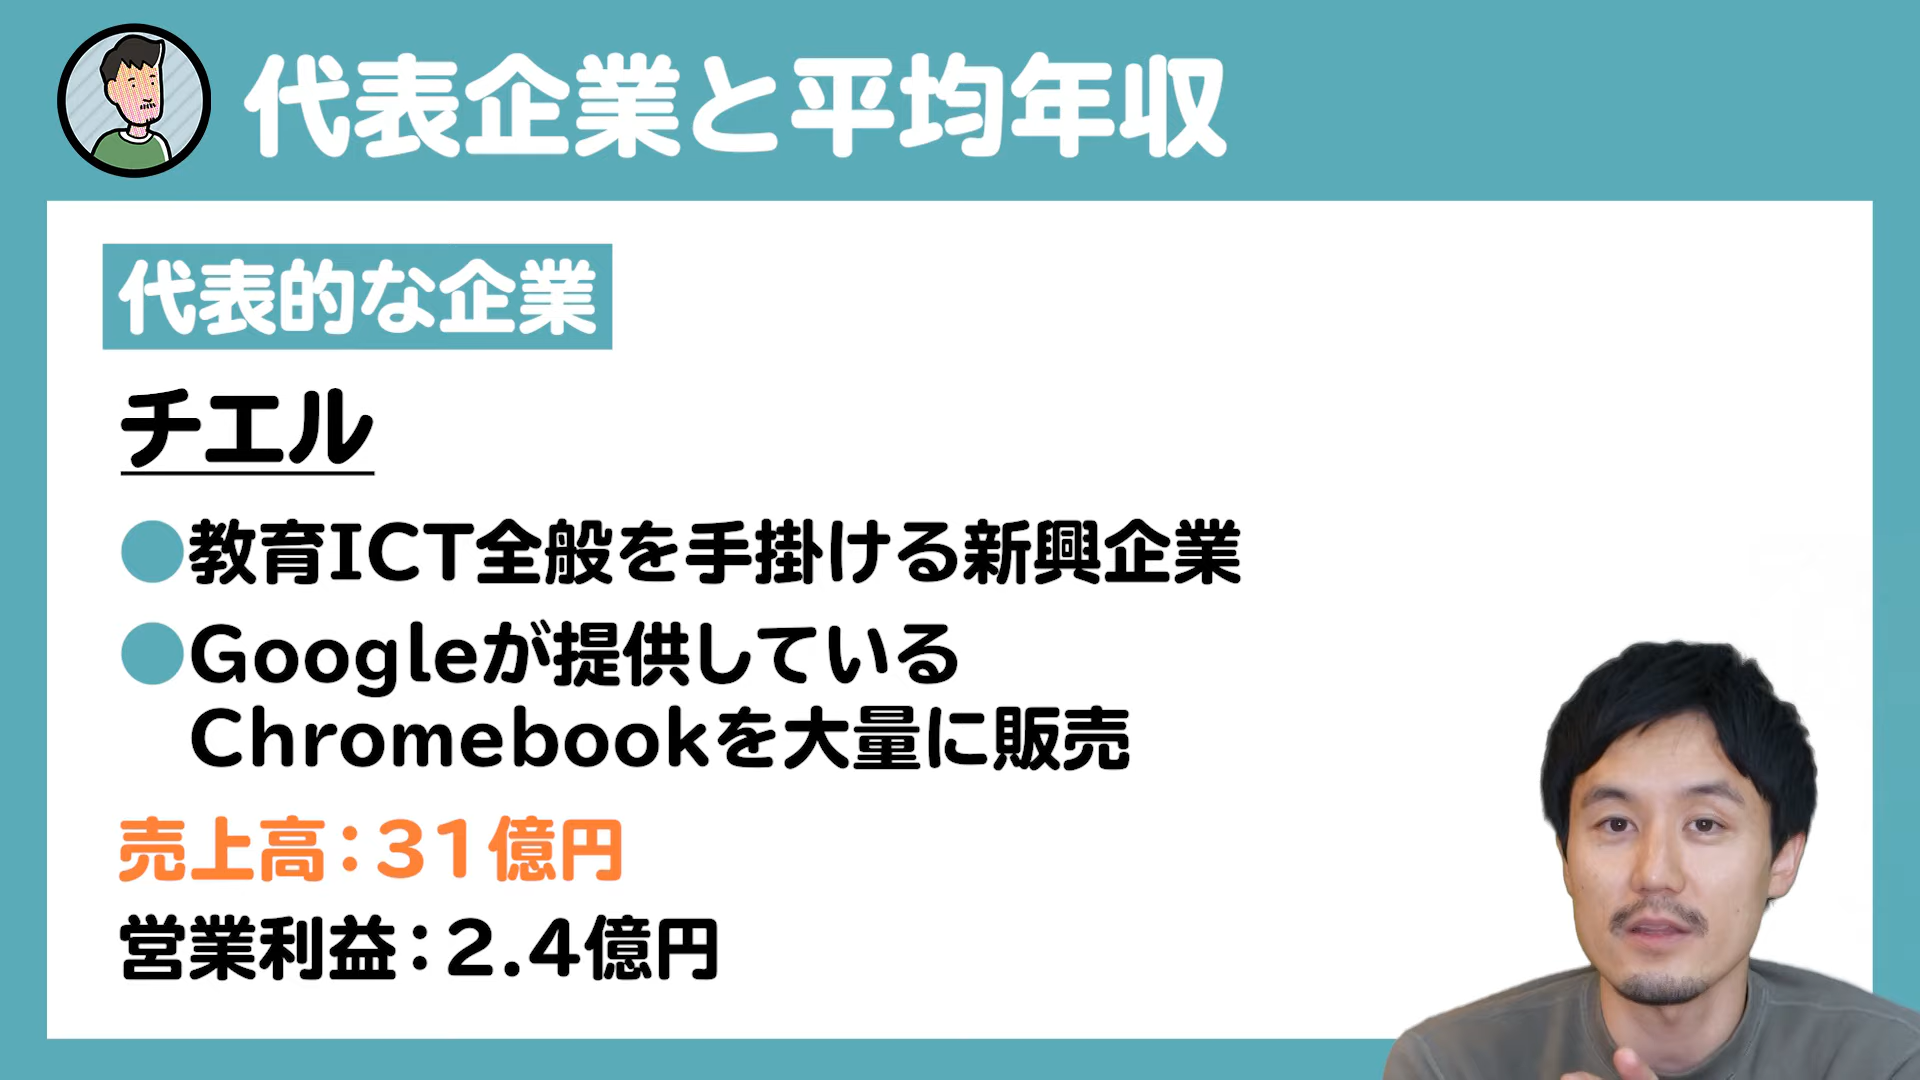 代表企業と平均年収
代表的な企業
チエル
●教育ICT全般を手掛ける新興企業
●Googleが提供している
Chromebookを大量に販売
売上高：31億円
営業利益：2.4億円